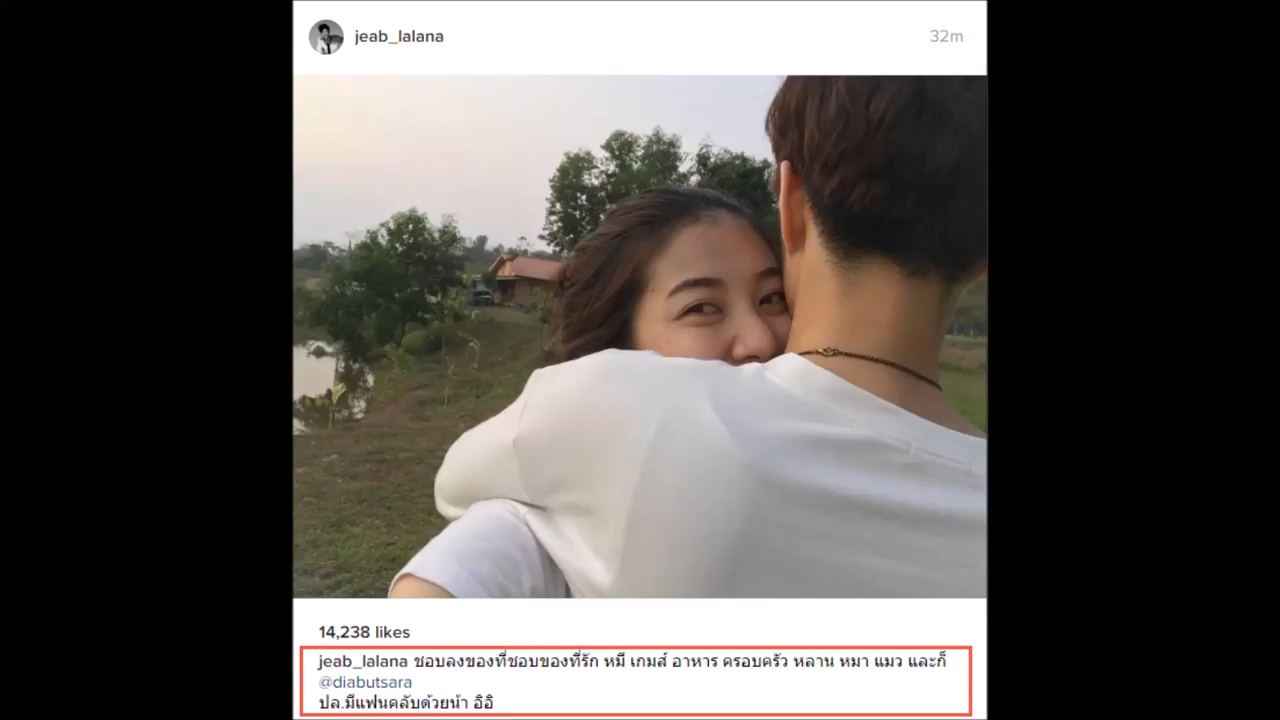 jeab_lalana
32m
14,238 likes
jeab_lalana ชอบลงของที่ชอบของที่รัก หมี เกมส์ อาหาร ครอบครัว หลาน หมา แมว และก็
@diabutsara
ปล.มีแฟนคลับด้วยน้า อิอิ